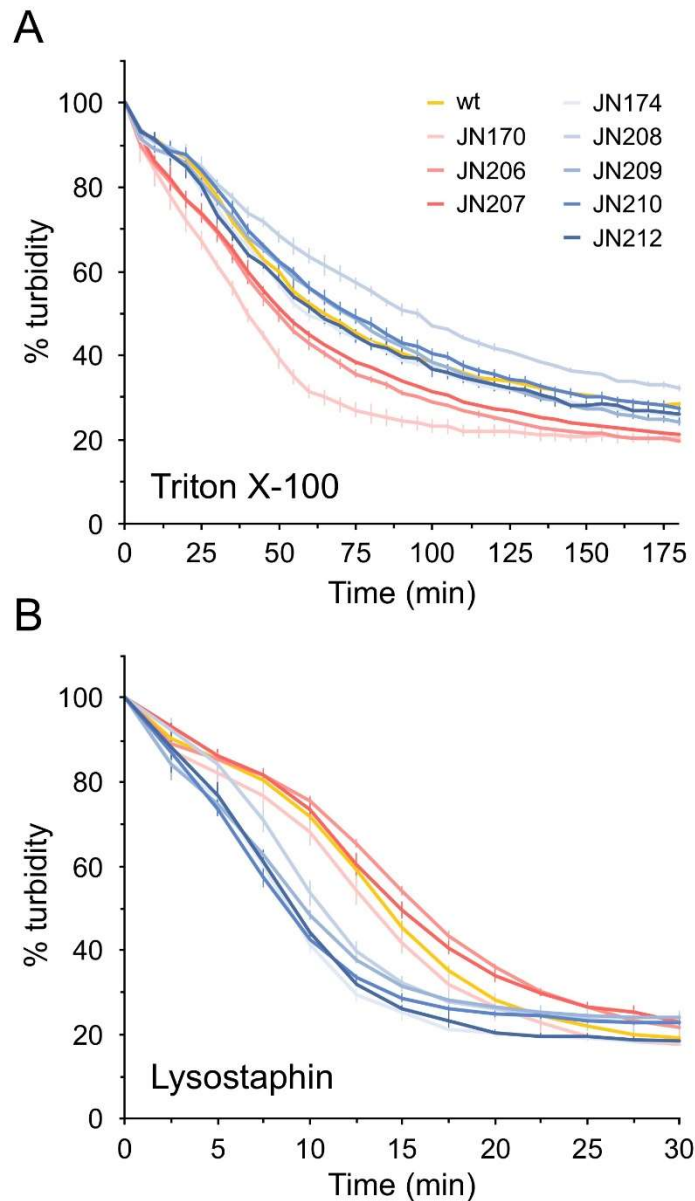 A
% turbidity
100
80
60
40
20
0
wt
JN170
JN206
JN207
JN174
JN208
JN209
JN210
JN212
Triton X-100
0 25 50 75 100 125 150 175
Time (min)
B
% turbidity
100
80
60
40
20
0
Lysostaphin
0 5 10 15 20 25 30
Time (min)